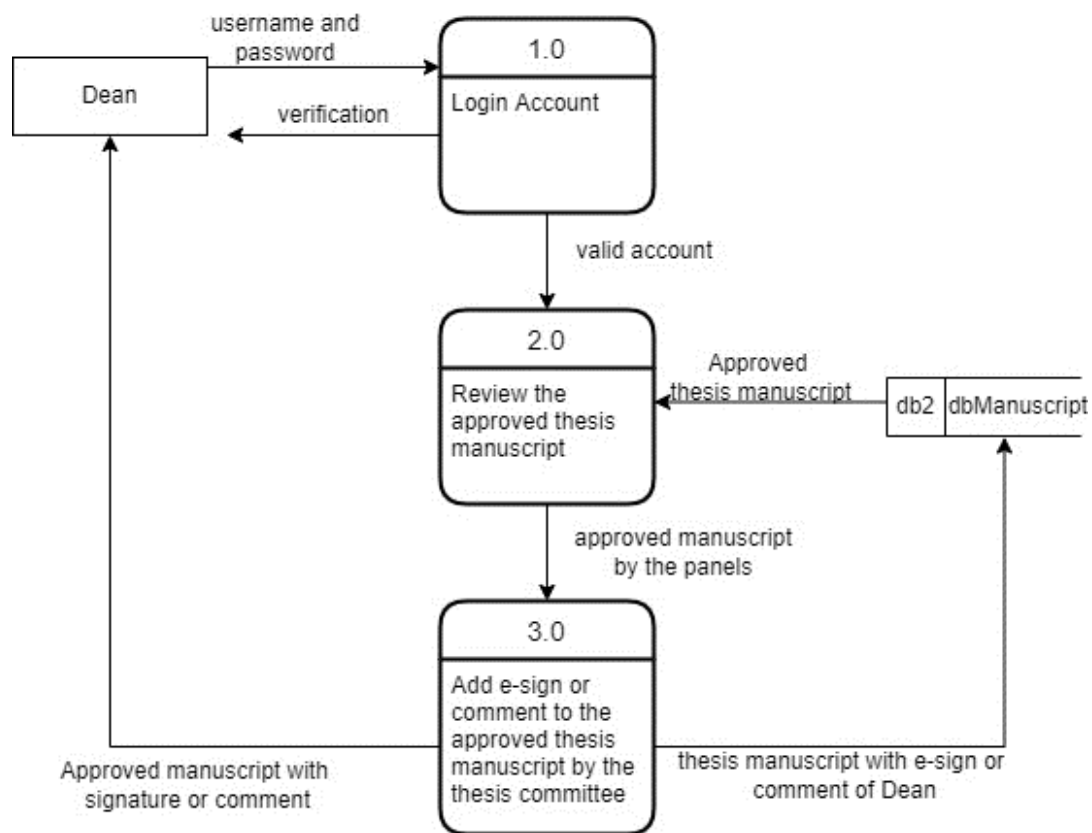 username and
password
1.0
Dean
Login Account
verification
valid account
2.0
Approved
thesis manuscript
Review the
approved thesis
manuscript
db2
dbManuscript
approved manuscript
by the panels
3.0
Add e-sign or
comment to the
approved thesis
manuscript by the
thesis committee
Approved manuscript with
signature or comment
thesis manuscript with e-sign or
comment of Dean